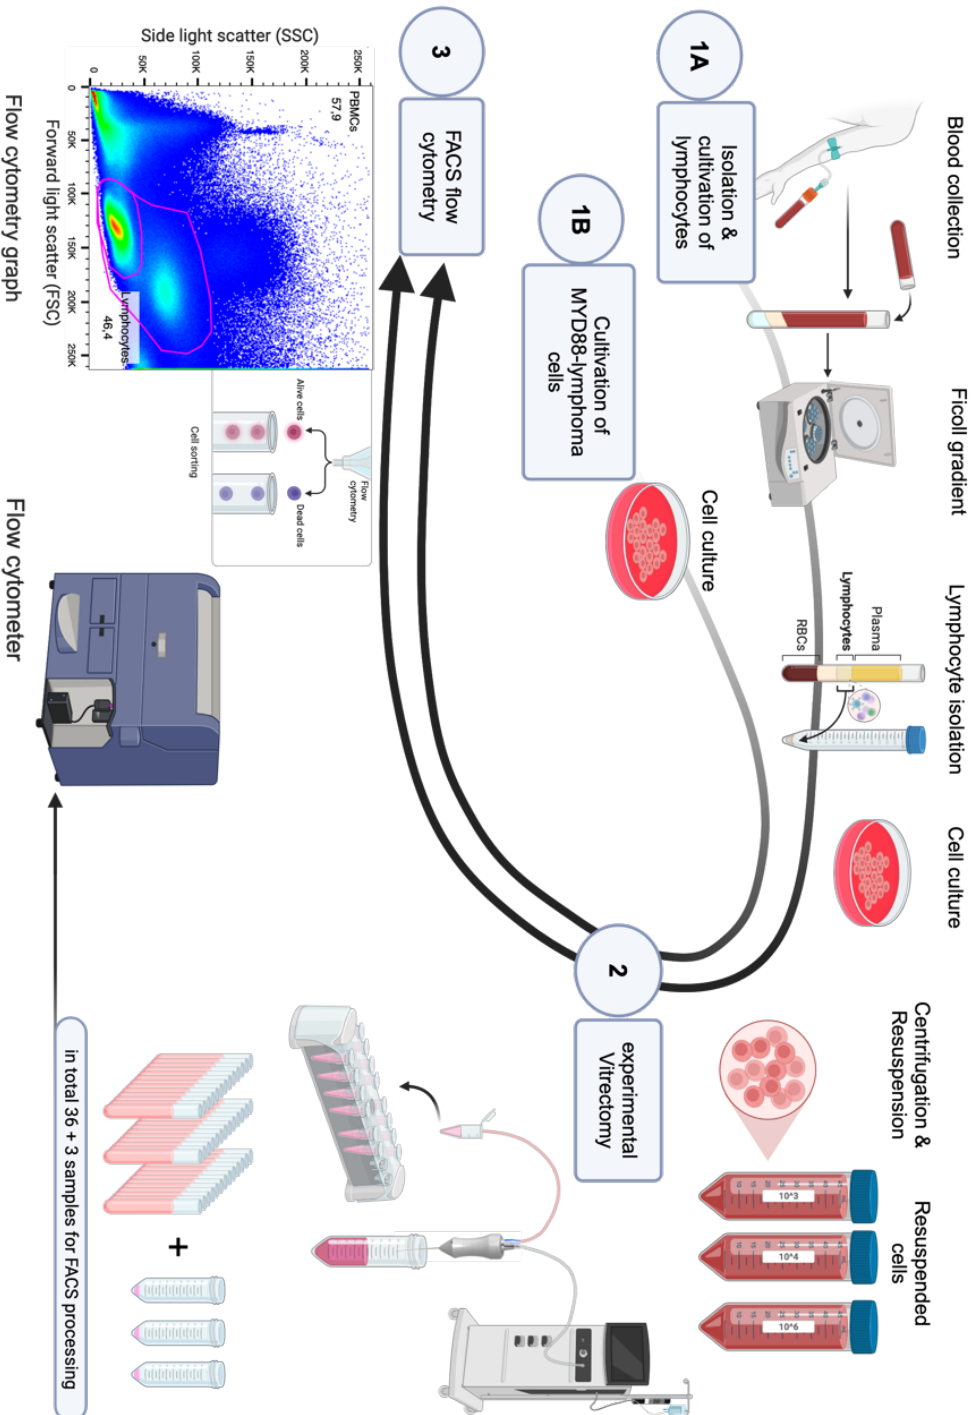 Blood collection
Ficoll gradient
Lymphocyte isolation
Cell culture
Centrifugation &
Resuspension
Resuspended
cells
1A
Isolation &
cultivation of
lymphocytes
Plasma
Lymphocytes
RBCs
10^3
10^4
10^6
1B
Cultivation of
MYD88-lymphoma
cells
Cell culture
2
experimental
Vitrectomy
3
FACS flow
cytometry
Side light scatter (SSC)
250K
200K
150K
100K
50K
0
PBMCs
57,9
Lymphocytes
46,4
0
50K
100K
150K
200K
250K
Forward light scatter (FSC)
Flow cytometry graph
Flow
cytometry
Alive cells
Dead cells
Cell sorting
Flow cytometer
+
in total 36 + 3 samples for FACS processing